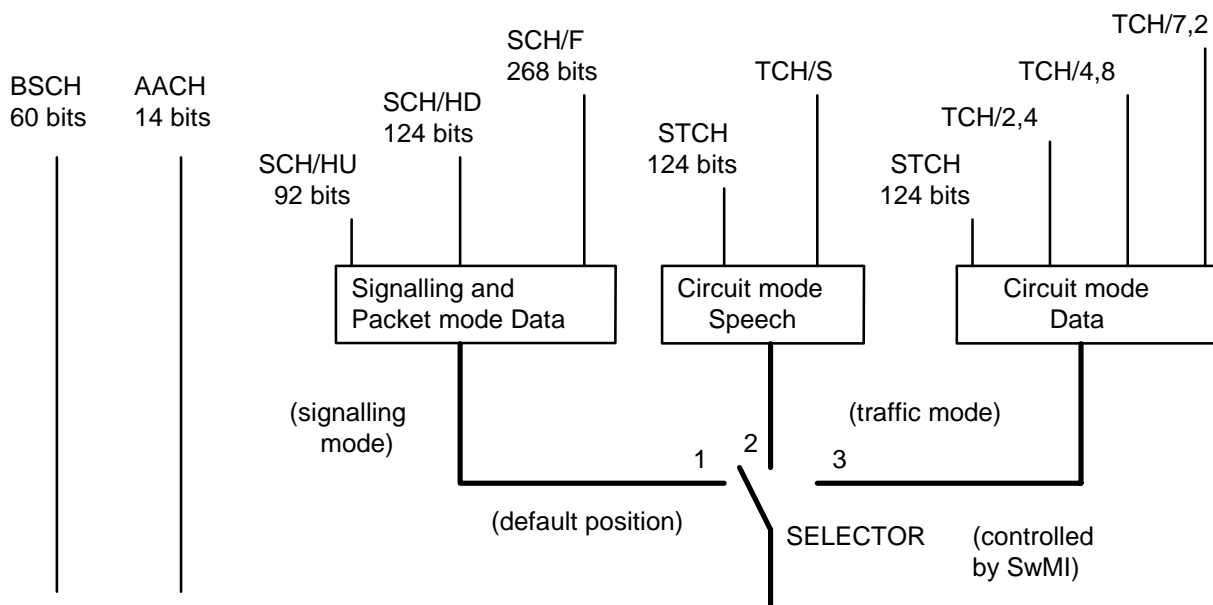 BSCH
60 bits
AACH
14 bits
SCH/HU
92 bits
SCH/HD
124 bits
SCH/F
268 bits
STCH
124 bits
TCH/S
STCH
124 bits
TCH/2,4
TCH/4,8
TCH/7,2
Signalling and
Packet mode Data
Circuit mode
Speech
Circuit mode
Data
(signalling
mode)
(traffic mode)
1
2
3
(default position)
SELECTOR
(controlled
by SwMI)